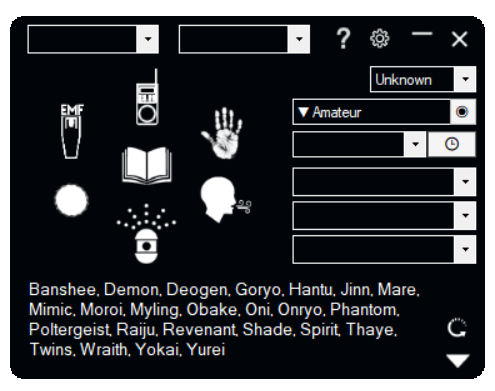 ?
Unknown
EMF
▼ Amateur
Banshee, Demon, Deogen, Goryo, Hantu, Jinn, Mare,
Mimic, Moroi, Myling, Obake, Oni, Onryo, Phantom,
Poltergeist, Raiju, Revenant, Shade, Spirit, Thaye,
Twins, Wraith, Yokai, Yurei